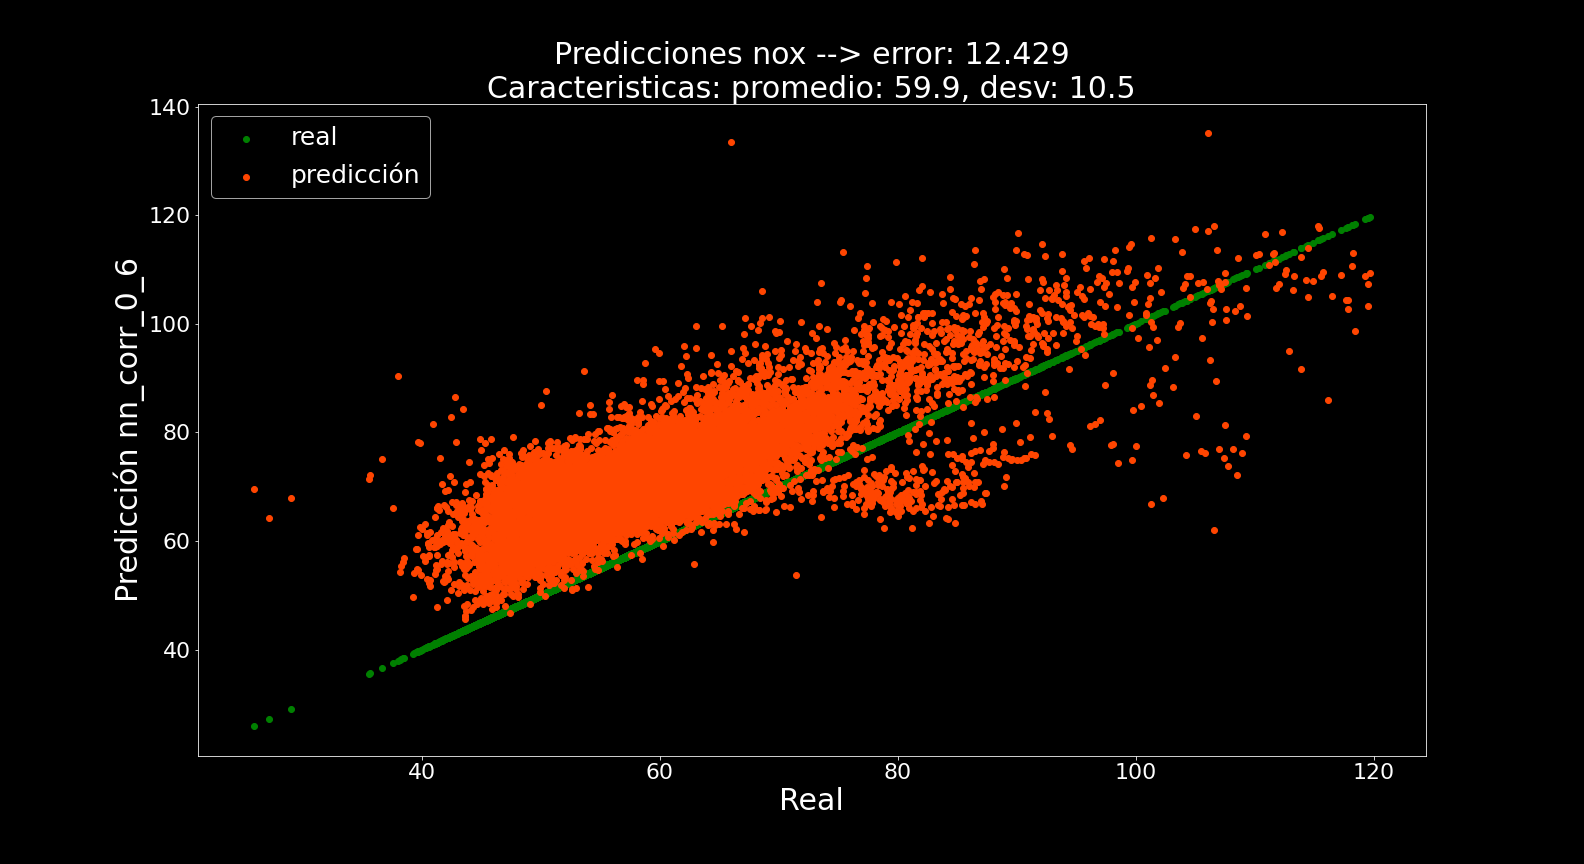 Predicciones nox --> error: 12.429
Caracteristicas: promedio: 59.9, desv: 10.5
real
predicción
Predicción nn_corr_0_6
140
120
100
80
60
40
40 60 80 100 120
Real